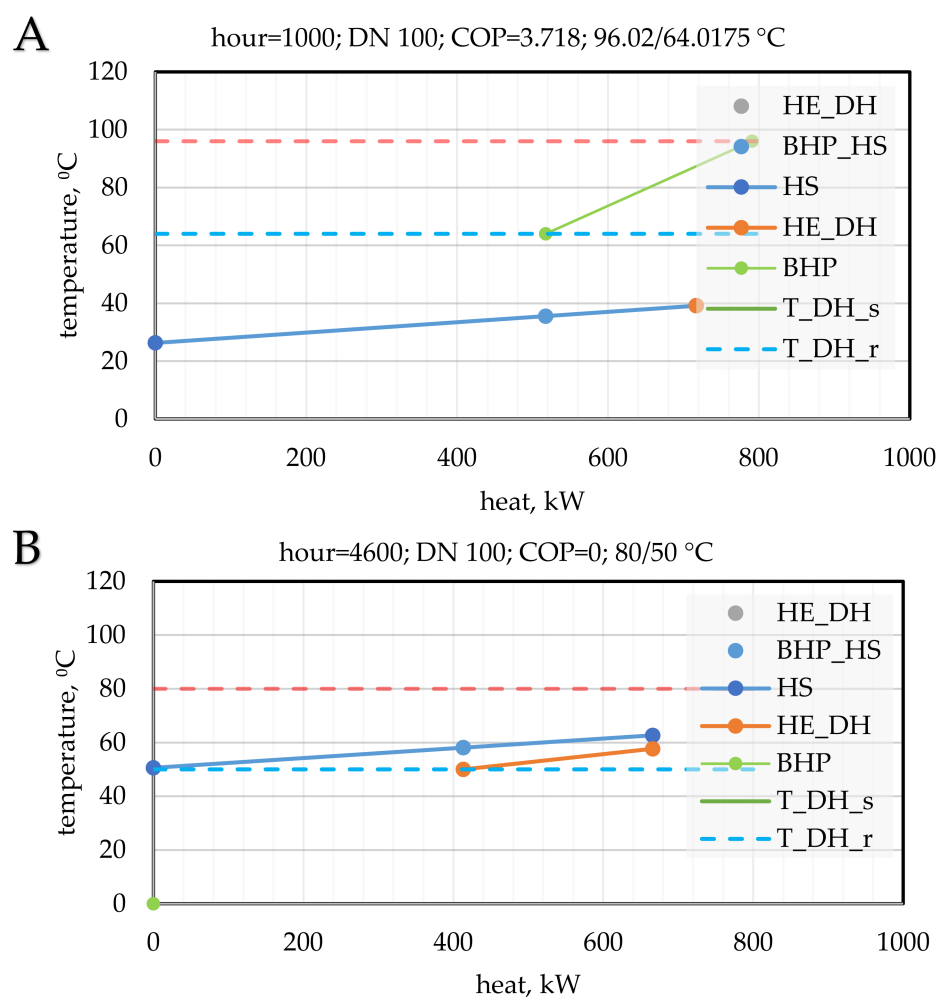 A
hour=1000; DN 100; COP=3.718; 96.02/64.0175 °C
120
100
80
60
40
20
0
temperature, ⁰C
HE_DH
BHP_HS
HS
HE_DH
BHP
T_DH_s
T_DH_r
0 200 400 600 800 1000
heat, kW
B
hour=4600; DN 100; COP=0; 80/50 °C
120
100
80
60
40
20
0
temperature, ⁰C
HE_DH
BHP_HS
HS
HE_DH
BHP
T_DH_s
T_DH_r
0 200 400 600 800 1000
heat, kW